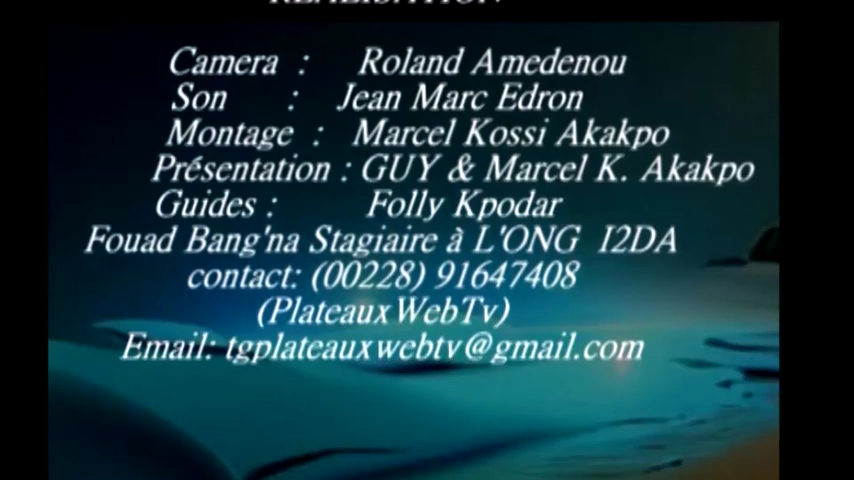 RÉALISATION
Camera : Roland Amedenou
Son : Jean Marc Edron
Montage : Marcel Kossi Akakpo
Présentation : GUY & Marcel K. Akakpo
Guides : Folly Kpodar
Fouad Bang'na Stagiaire à L'ONG I2DA
contact: (00228) 91647408
(PlateauxWebTv)
Email: tgplateauxwebtv@gmail.com